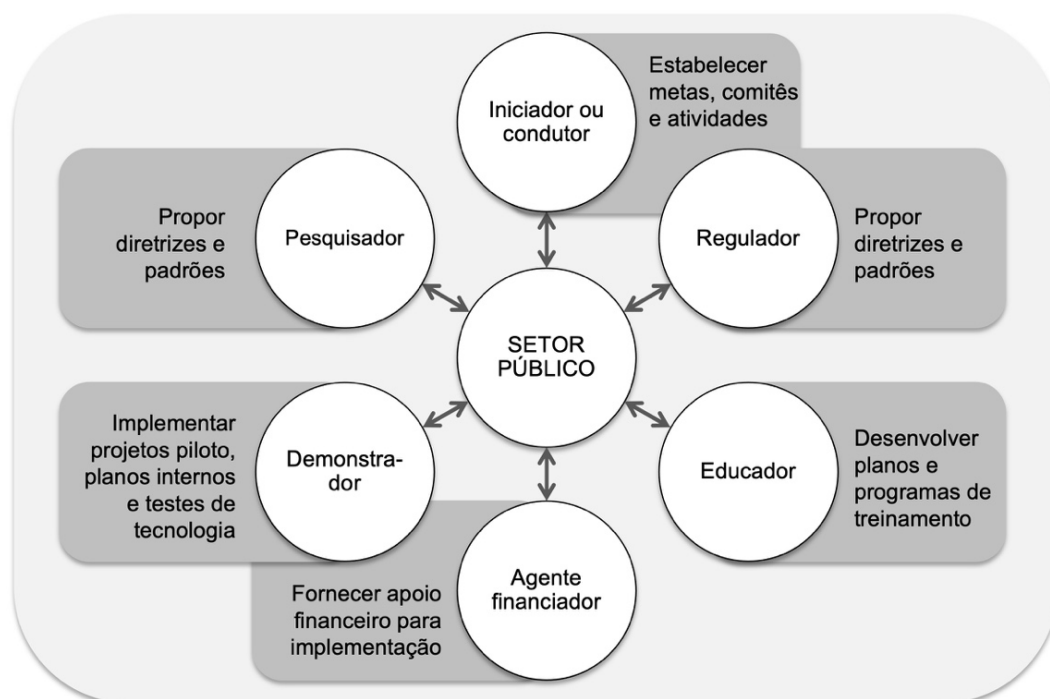 Iniciador ou
condutor
Estabelecer
metas, comitês
e atividades
Propor
diretrizes e
padrões
Pesquisador
Regulador
Propor
diretrizes e
padrões
SETOR
PÚBLICO
Implementar
projetos piloto,
planos internos
e testes de
tecnologia
Demonstra-
dor
Educador
Desenvolver
planos e
programas de
treinamento
Fornecer apoio
financeiro para
implementação
Agente
financiador